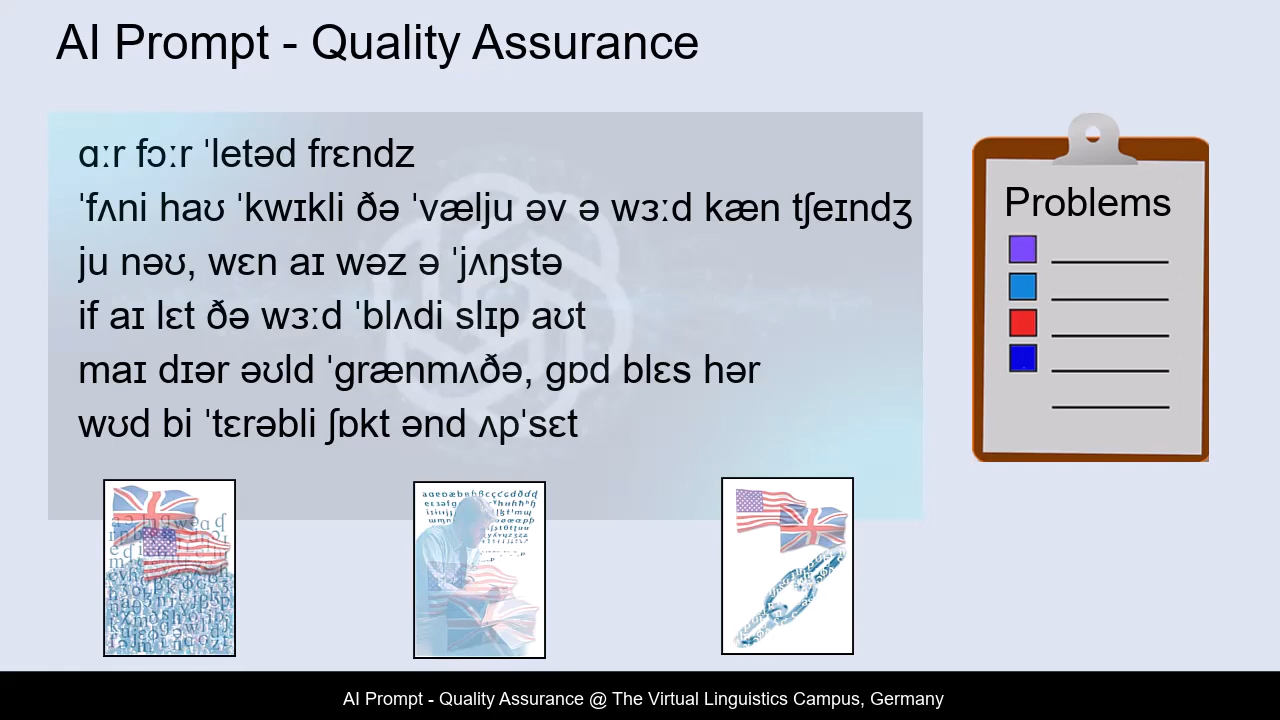 AI Prompt - Quality Assurance
ɑːr fɔːr ˈletəd frɛndz
ˈfʌni haʊ ˈkwɪkli ðə ˈvælju əv ə wɜːd kæn tʃeɪndʒ
ju nəʊ, wɛn aɪ wəz ə ˈjʌŋstə
if aɪ lɛt ðə wɜːd ˈblʌdi slɪp aʊt
maɪ dɪər əʊld ˈgrænmʌðə, gɒd blɛs hər
wʊd bi ˈtɛrəbli ʃɒkt ənd ʌpˈsɛt
Problems
AI Prompt - Quality Assurance @ The Virtual Linguistics Campus, Germany